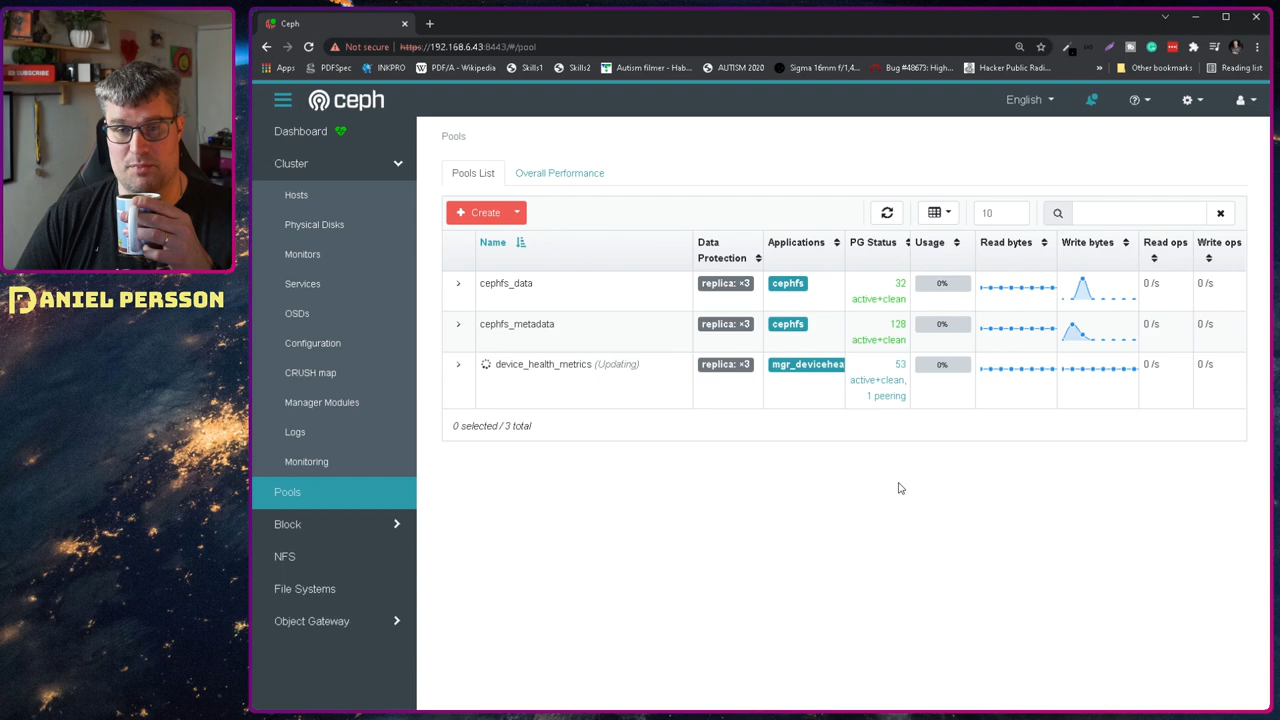 SUBSCRIBE
DANIEL PERSSON
Ceph
Not secure https://192.168.6.43:8443/#/pool
Apps PDFSpec INKPRO PDF/A - Wikipedia Skills1 Skills2 Autism filmer - Hab... AUTISM 2020 Sigma 16mm f/1,4... Bug #48673: High... Hacker Public Radi... » Other bookmarks Reading list
ceph English
Dashboard
Cluster
Hosts
Physical Disks
Monitors
Services
OSDs
Configuration
CRUSH map
Manager Modules
Logs
Monitoring
Pools
Block
NFS
File Systems
Object Gateway
Pools
Pools List Overall Performance
Create 10
Name Data Protection Applications PG Status Usage Read bytes Write bytes Read ops Write ops
cephfs_data replica: ×3 cephfs 32 active+clean 0% 0 /s 0 /s
cephfs_metadata replica: ×3 cephfs 128 active+clean 0% 0 /s 0 /s
device_health_metrics (Updating) replica: ×3 mgr_devicehea 53 active+clean, 1 peering 0% 0 /s 0 /s
0 selected / 3 total